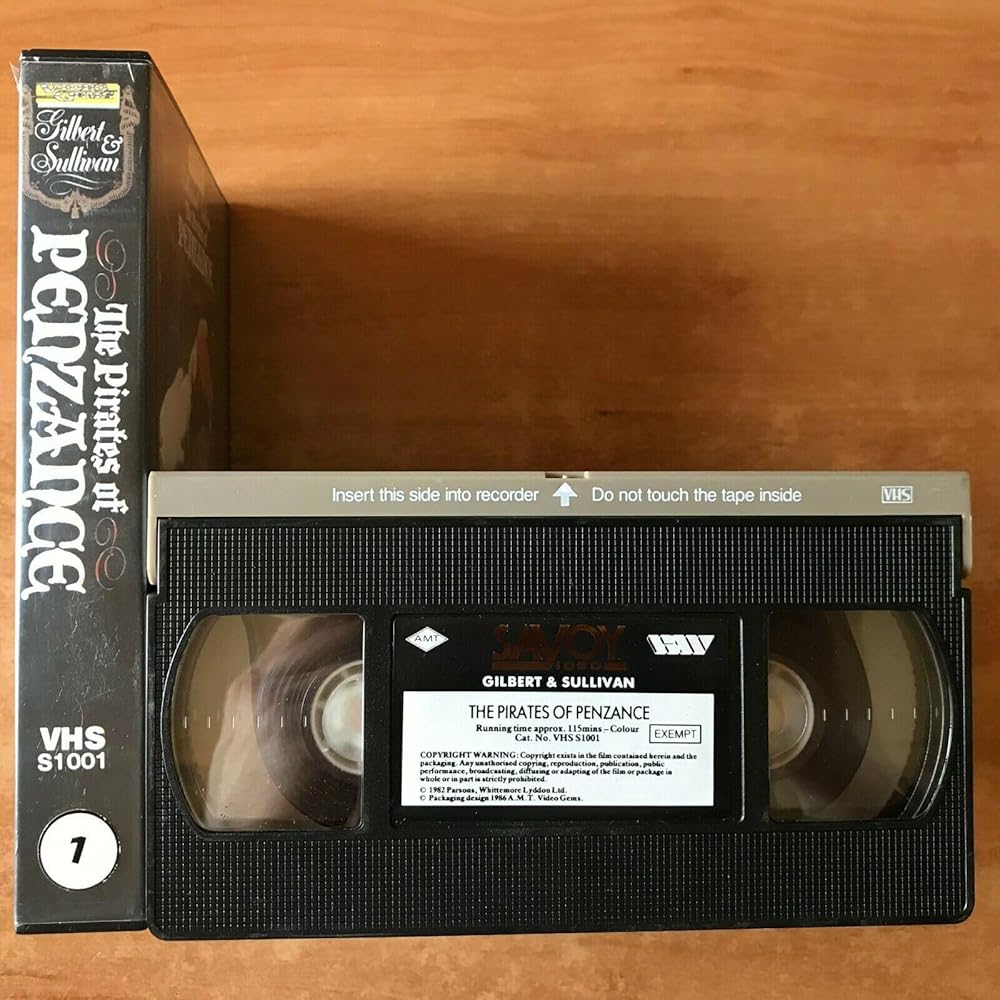 Gilbert &
Sullivan
The Pirates of
PENZANCE
VHS
S1001
1
Insert this side into recorder Do not touch the tape inside VHS
AMT
SAVOY
VIDEO
GILBERT & SULLIVAN
THE PIRATES OF PENZANCE
Running time approx. 115mins – Colour
Cat. No. VHS S1001
EXEMPT
COPYRIGHT WARNING: Copyright exists in the film contained herein and the
packaging. Any unauthorised copying, reproduction, publication, public
performance, broadcasting, diffusing or adapting of the film or package in
whole or in part is strictly prohibited.
© 1982 Parsons, Whittemore Lyddon Ltd.
© Packaging design 1986 A.M.T. Video Gems.